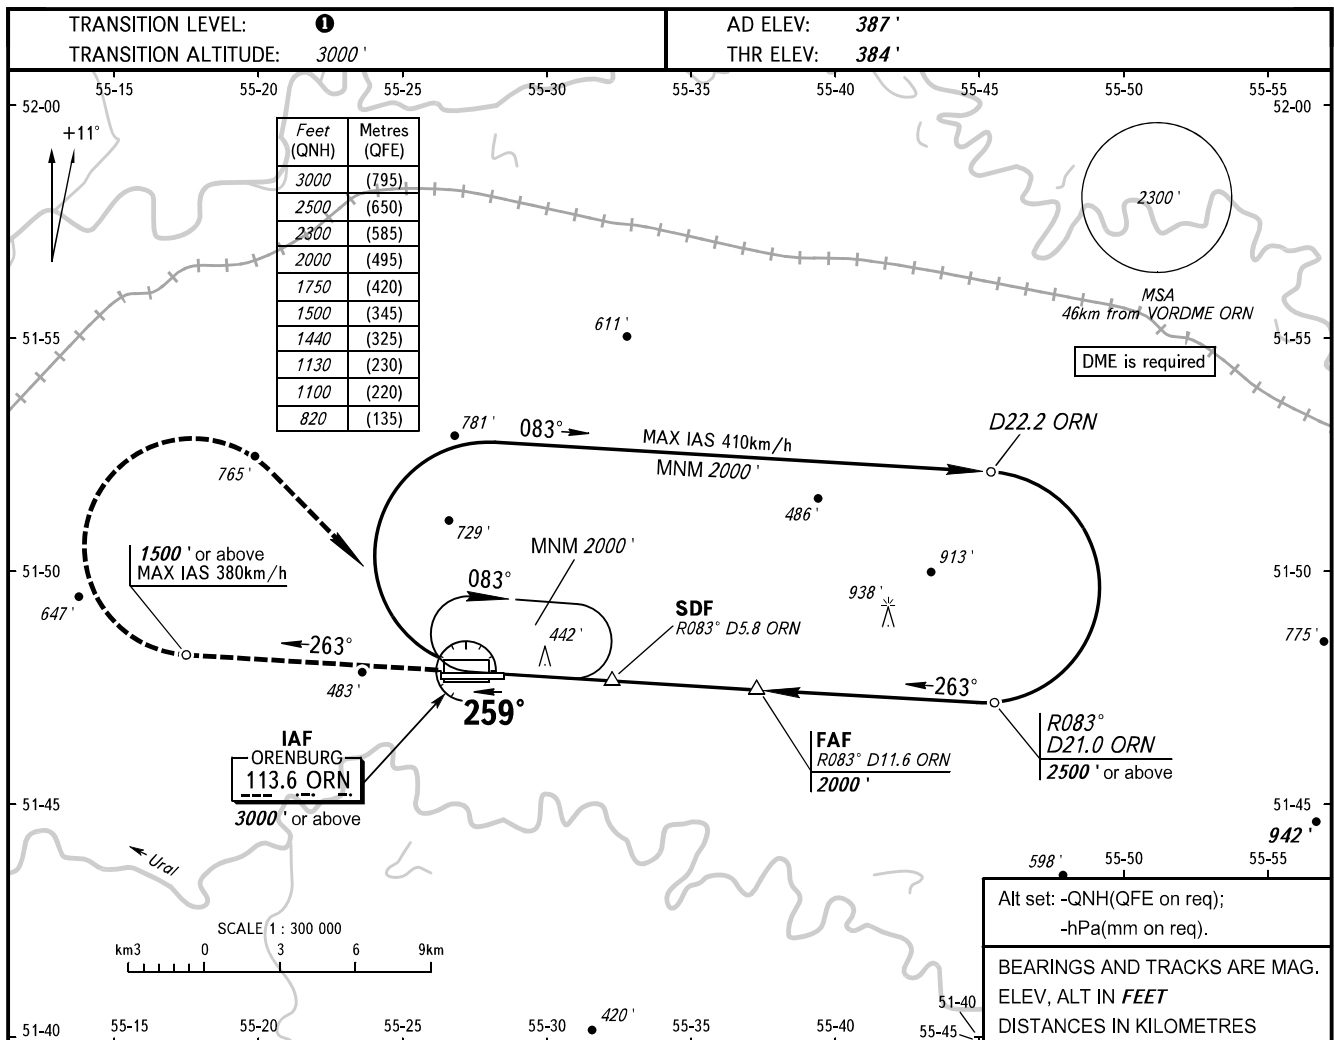 TRANSITION LEVEL: ❶
TRANSITION ALTITUDE: 3000'
AD ELEV: 387'
THR ELEV: 384'
55-15 55-20 55-25 55-30 55-35 55-40 55-45 55-50 55-55
52-00 52-00
+11°
Feet (QNH) Metres (QFE)
3000 (795)
2500 (650)
2300 (585)
2000 (495)
1750 (420)
1500 (345)
1440 (325)
1130 (230)
1100 (220)
820 (135)
2300'
MSA
46km from VORDME ORN
DME is required
51-55 51-55
611'
781'
083°
MAX IAS 410km/h
MNM 2000'
D22.2 ORN
765'
486'
729'
MNM 2000'
913'
1500' or above
MAX IAS 380km/h
51-50 51-50
083°
938'
647'
SDF
R083° D5.8 ORN
442'
775'
263°
483'
263°
259°
IAF
ORENBURG
113.6 ORN
3000' or above
FAF
R083° D11.6 ORN
2000'
R083°
D21.0 ORN
2500' or above
51-45 51-45
942'
Ural
598'
55-50 55-55
SCALE 1 : 300 000
km3 0 3 6 9km
Alt set: -QNH(QFE on req);
-hPa(mm on req).
BEARINGS AND TRACKS ARE MAG.
ELEV, ALT IN FEET
DISTANCES IN KILOMETRES
51-40
55-45
420'
51-40 55-15 55-20 55-25 55-30 55-35 55-40